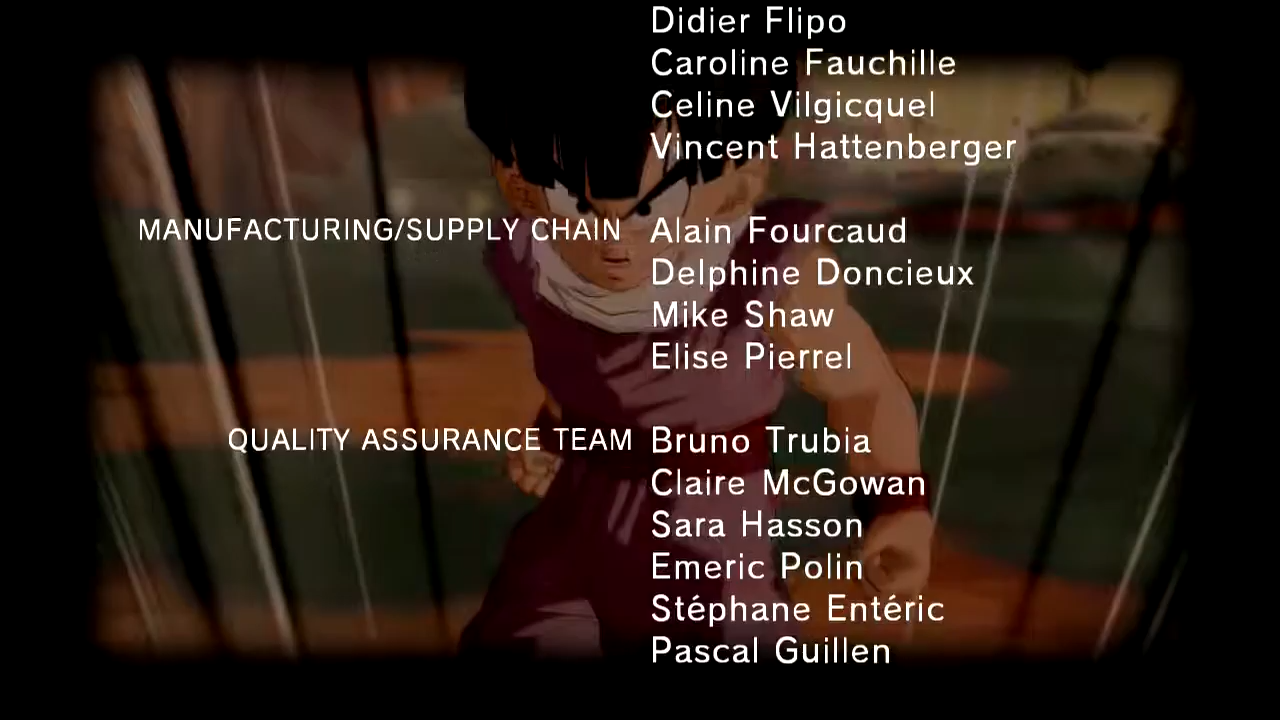 Didier Flipo
Caroline Fauchille
Celine Vilgicquel
Vincent Hattenberger
MANUFACTURING/SUPPLY CHAIN Alain Fourcaud
Delphine Doncieux
Mike Shaw
Elise Pierrel
QUALITY ASSURANCE TEAM Bruno Trubia
Claire McGowan
Sara Hasson
Emeric Polin
Stéphane Entéric
Pascal Guillen